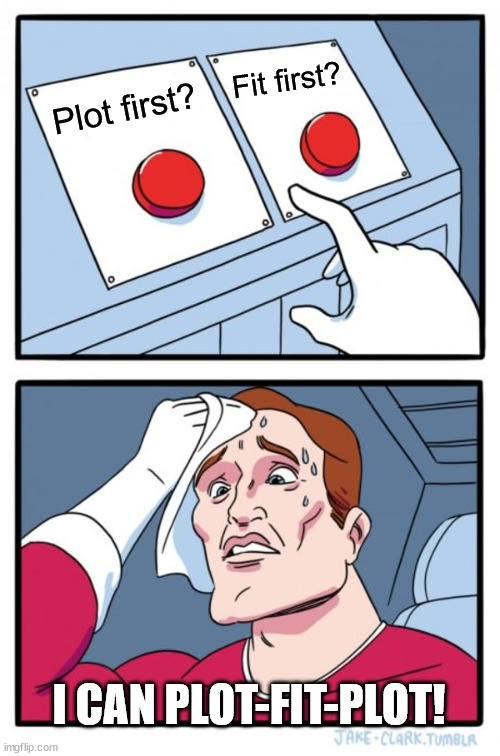 Plot first?
Fit first?
I CAN PLOT-FIT-PLOT!
JAKE-CLARK.TUMBLR
imgflip.com